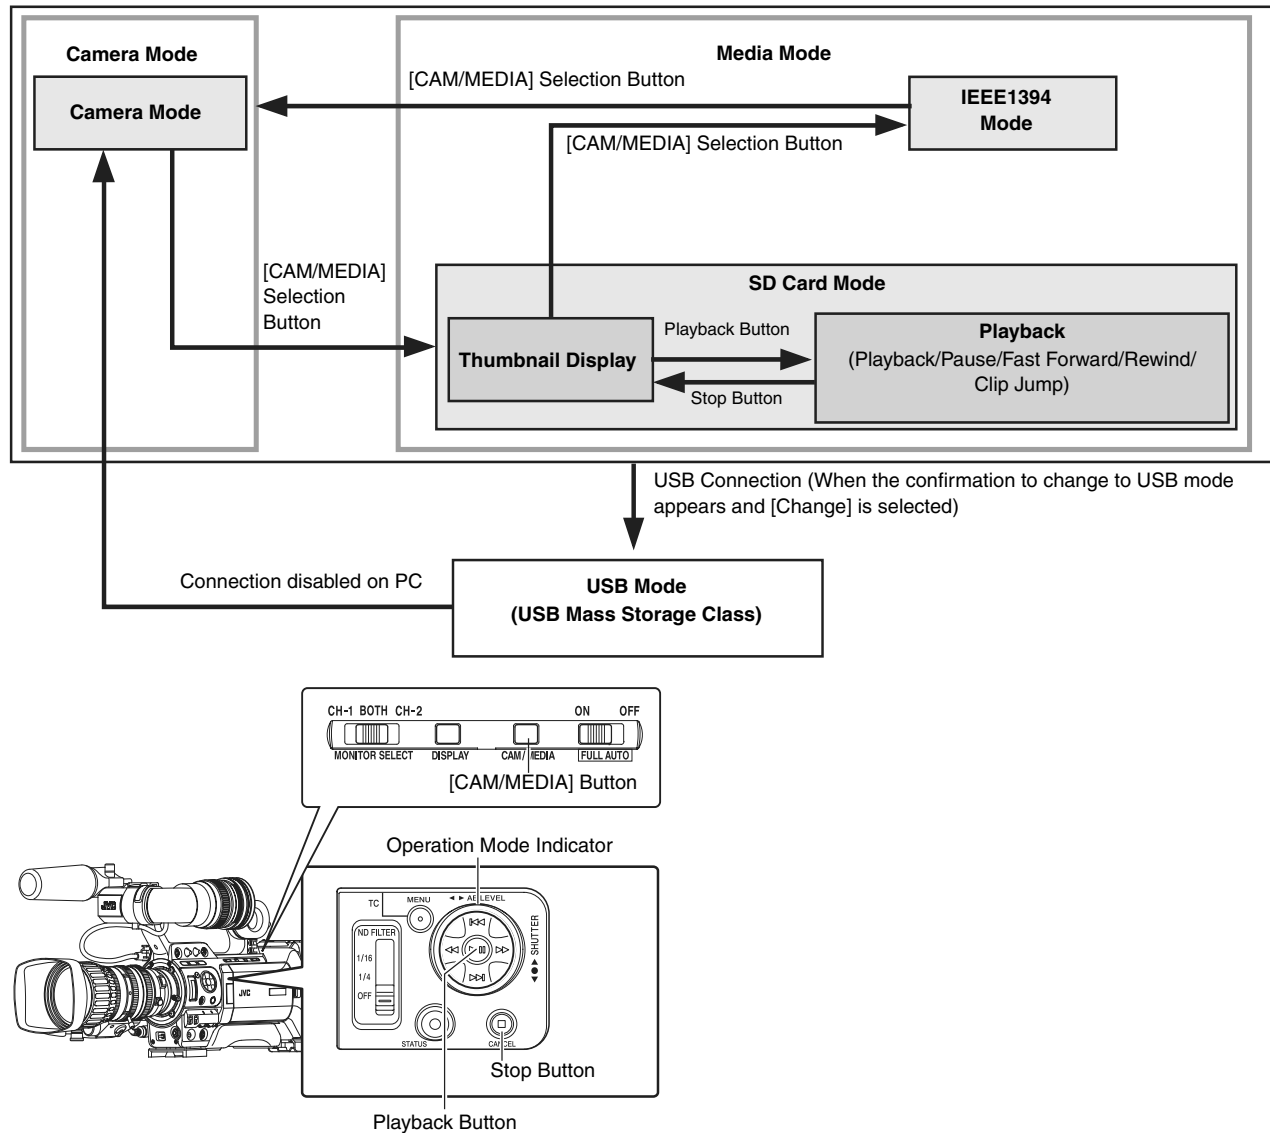 Camera Mode
Media Mode
[CAM/MEDIA] Selection Button
Camera Mode
IEEE1394
Mode
[CAM/MEDIA] Selection Button
[CAM/MEDIA]
Selection
Button
SD Card Mode
Thumbnail Display
Playback Button
Stop Button
Playback
(Playback/Pause/Fast Forward/Rewind/
Clip Jump)
USB Connection (When the confirmation to change to USB mode
appears and [Change] is selected)
Connection disabled on PC
USB Mode
(USB Mass Storage Class)
CH-1 BOTH CH-2
ON OFF
MONITOR SELECT
DISPLAY
CAM/MEDIA
FULL AUTO
[CAM/MEDIA] Button
Operation Mode Indicator
TC
MENU
AE LEVEL
ND FILTER
1/16
1/4
OFF
SHUTTER
STATUS
CANCEL
Stop Button
Playback Button
JVC
JVC